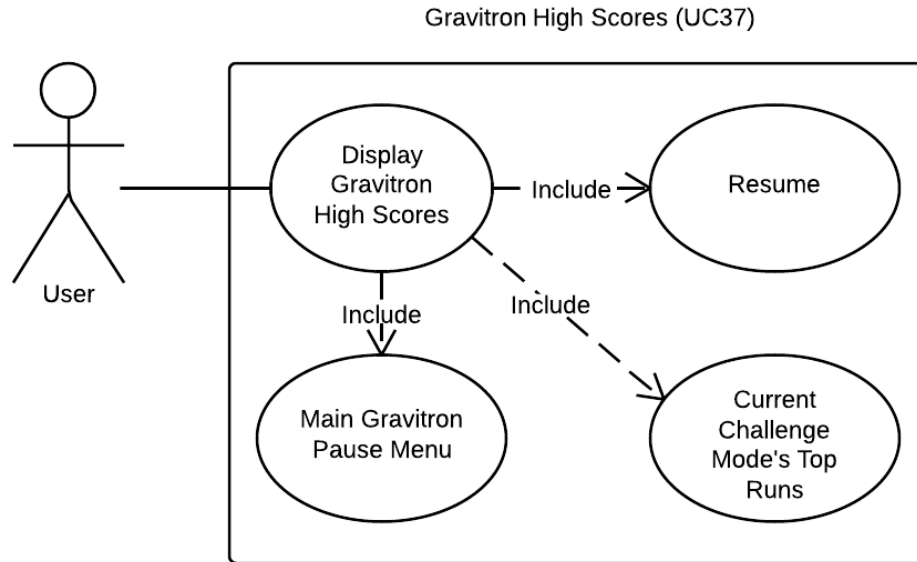 Gravitron High Scores (UC37)
Display
Gravitron
High Scores
Include
Resume
User
Include
Include
Main Gravitron
Pause Menu
Current
Challenge
Mode's Top
Runs